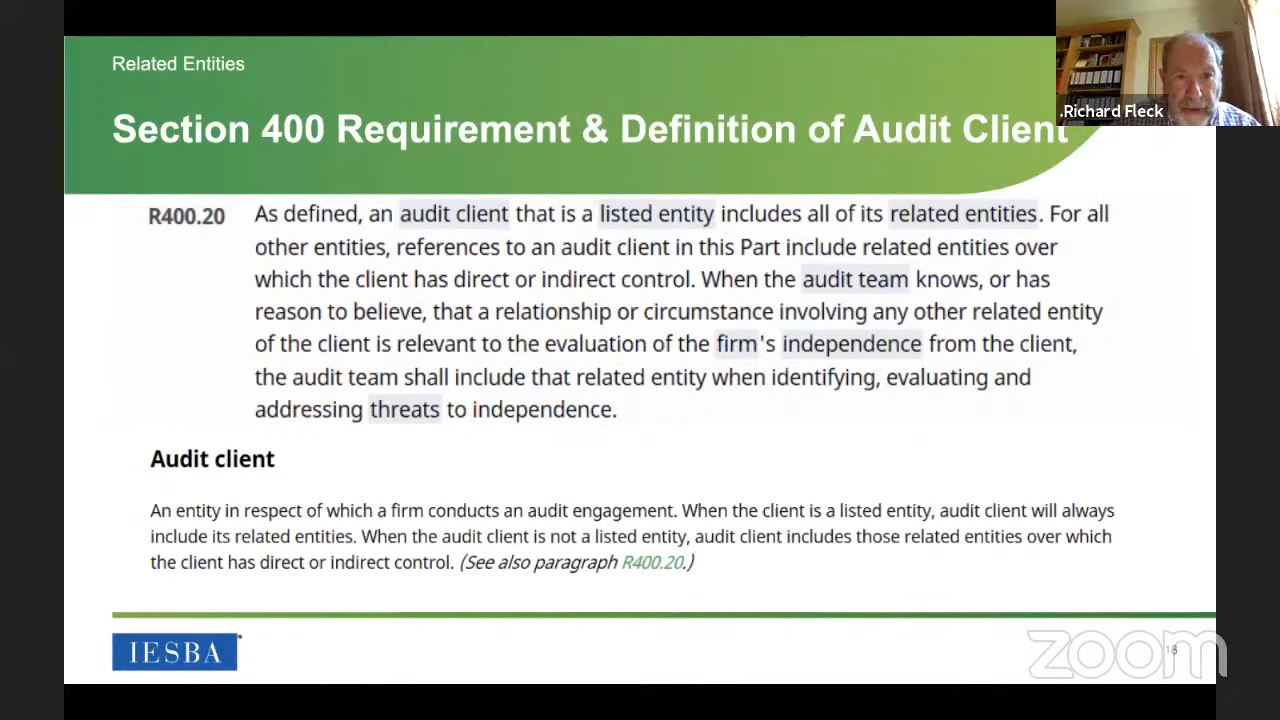 Related Entities
Section 400 Requirement & Definition of Audit Client
.Richard Fleck
R400.20
As defined, an audit client that is a listed entity includes all of its related entities. For all
other entities, references to an audit client in this Part include related entities over
which the client has direct or indirect control. When the audit team knows, or has
reason to believe, that a relationship or circumstance involving any other related entity
of the client is relevant to the evaluation of the firm's independence from the client,
the audit team shall include that related entity when identifying, evaluating and
addressing threats to independence.
Audit client
An entity in respect of which a firm conducts an audit engagement. When the client is a listed entity, audit client will always
include its related entities. When the audit client is not a listed entity, audit client includes those related entities over which
the client has direct or indirect control. (See also paragraph R400.20.)
IESBA
zoom
18